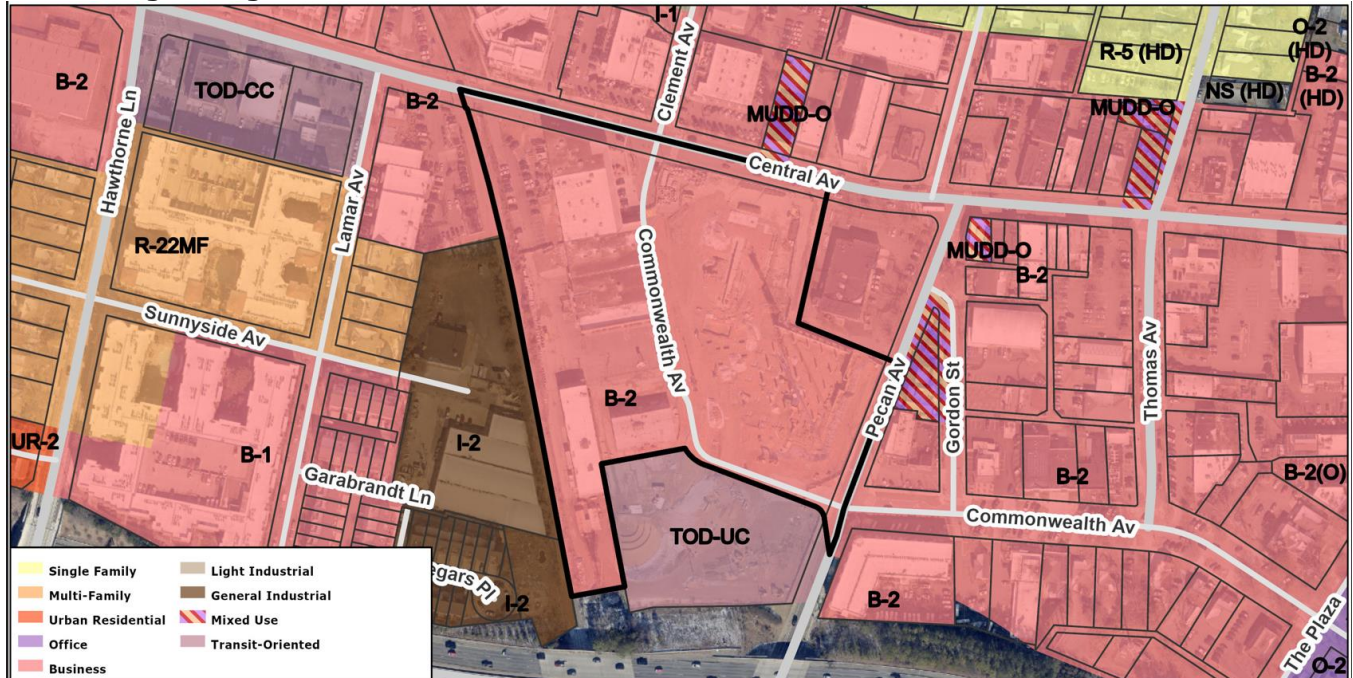 I-1
O-2
(HD)
R-5 (HD)
B-2
(HD)
NS (HD)
B-2
TOD-CC
B-2
Clement Av
MUDD-O
MUDD-O
Hawthorne Ln
Central Av
Lamar Av
R-22MF
MUDD-O
B-2
Commonwealth Av
Sunnyside Av
Pecan Av
Gordon St
Thomas Av
B-2
UR-2
B-1
I-2
B-2
B-2(O)
Garabrandt Ln
TOD-UC
Commonwealth Av
egars Pl
I-2
B-2
The Plaza
O-2
Single Family
Multi-Family
Urban Residential
Office
Business
Light Industrial
General Industrial
Mixed Use
Transit-Oriented